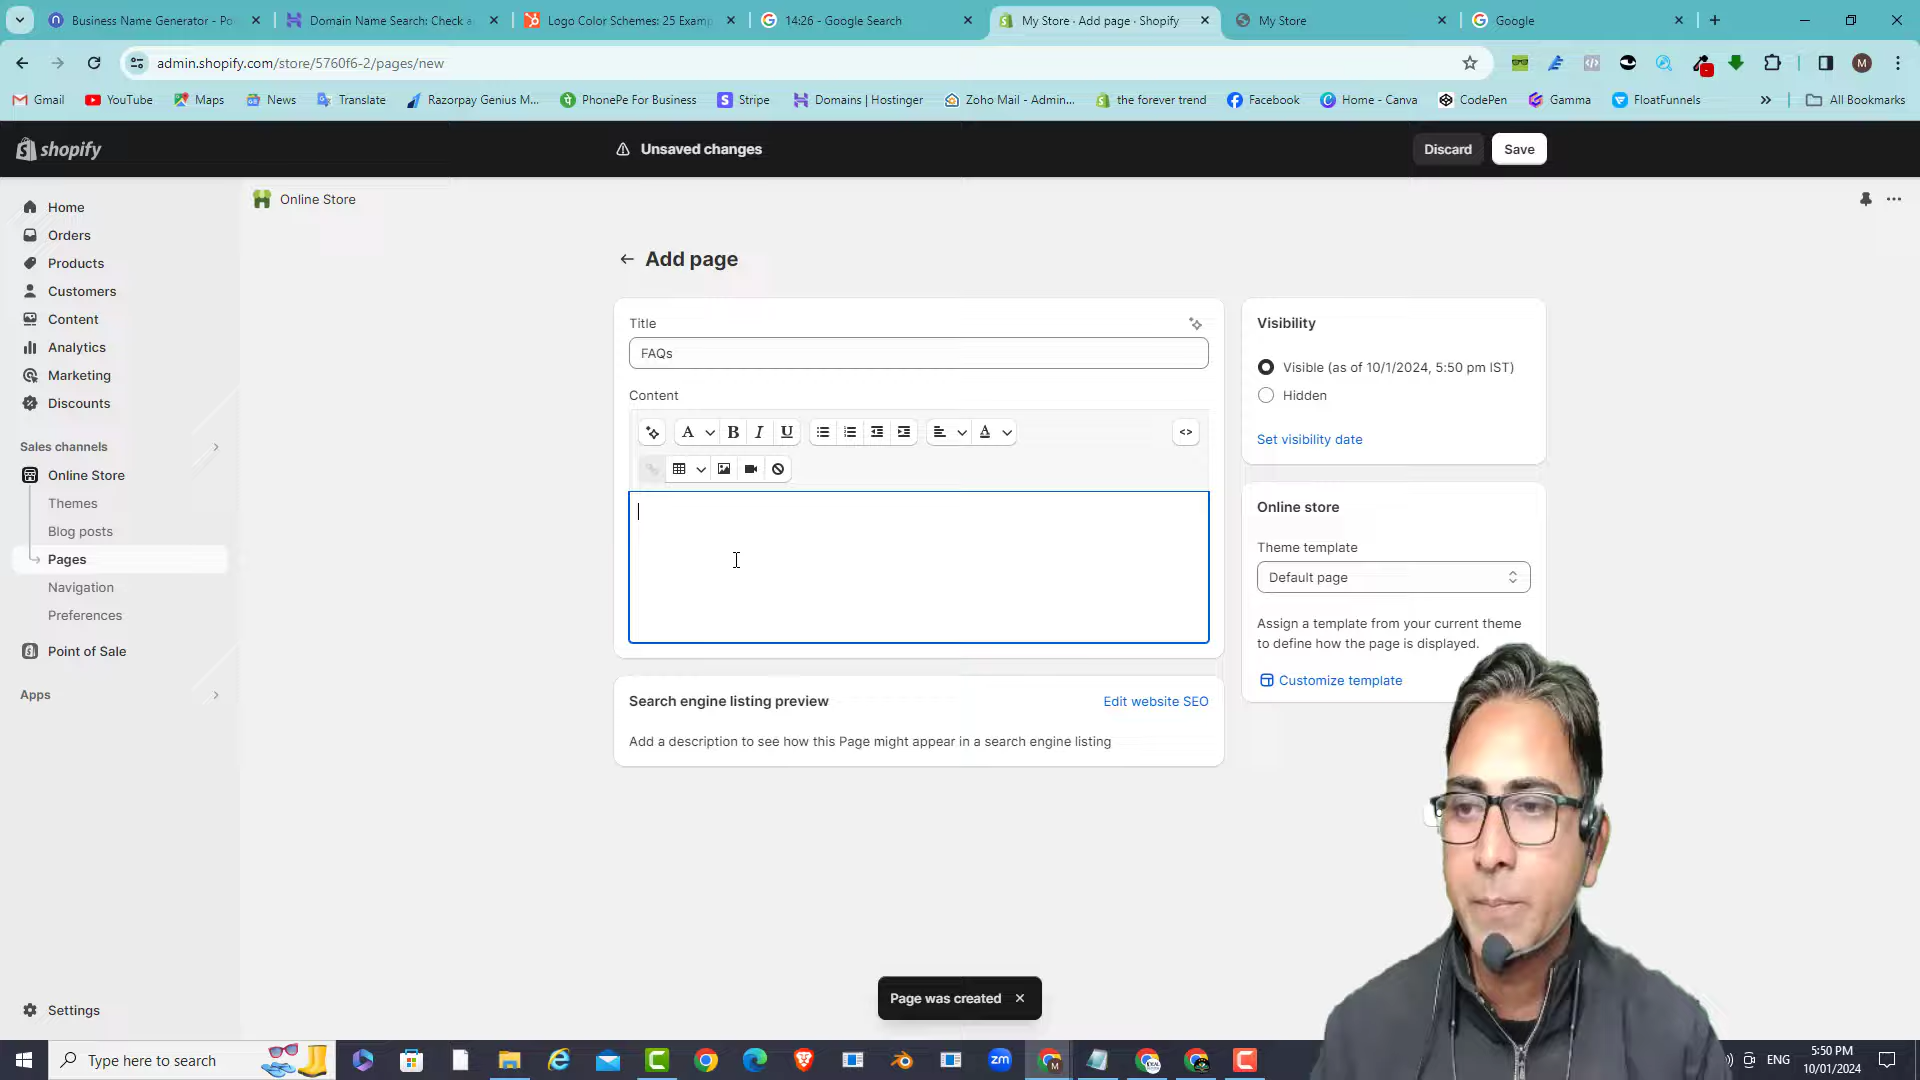 Business Name Generator - Po
Domain Name Search: Check a
Logo Color Schemes: 25 Examp
14:26 - Google Search
My Store · Add page · Shopify
My Store
Google
admin.shopify.com/store/5760f6-2/pages/new
M
Gmail
YouTube
Maps
News
Translate
Razorpay Genius M...
PhonePe For Business
Stripe
Domains | Hostinger
Zoho Mail - Admin...
the forever trend
Facebook
Home - Canva
CodePen
Gamma
FloatFunnels
All Bookmarks
shopify
Unsaved changes
Discard
Save
Home
Orders
Products
Customers
Content
Analytics
Marketing
Discounts
Sales channels
Online Store
Themes
Blog posts
Pages
Navigation
Preferences
Point of Sale
Apps
Settings
Online Store
Add page
Title
FAQs
Content
A
B
I
U
A
<>
Search engine listing preview
Edit website SEO
Add a description to see how this Page might appear in a search engine listing
Visibility
Visible (as of 10/1/2024, 5:50 pm IST)
Hidden
Set visibility date
Online store
Theme template
Default page
Assign a template from your current theme
to define how the page is displayed.
Customize template
Page was created
Type here to search
zm
ENG
5:50 PM
10/01/2024